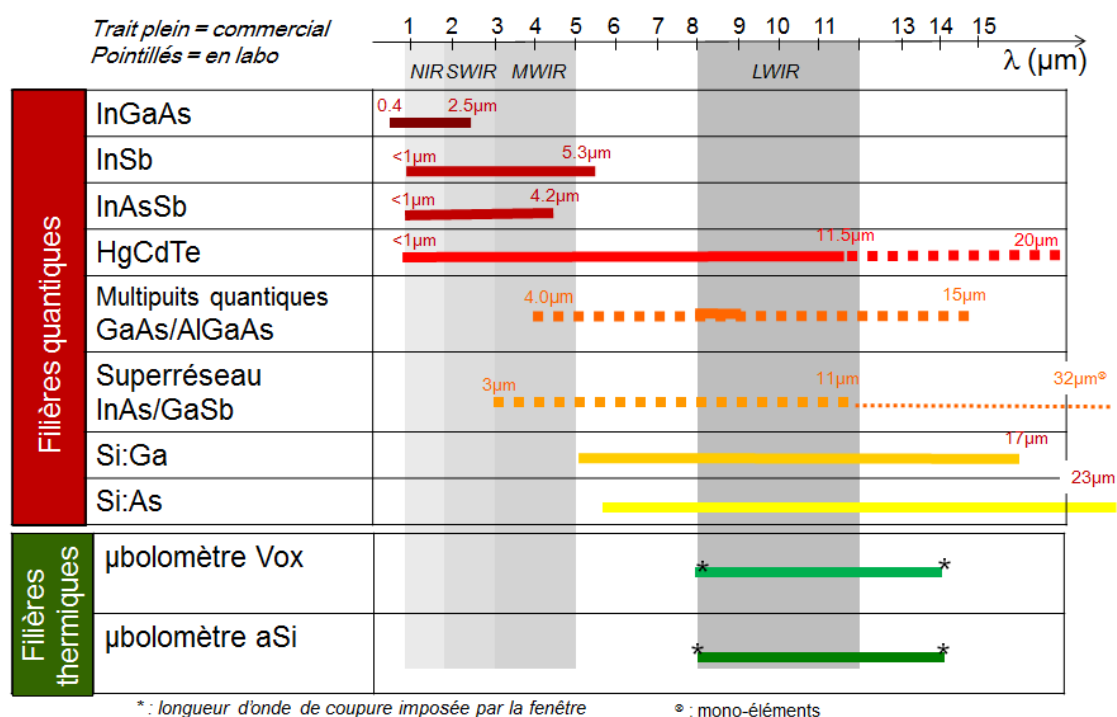 Trait plein = commercial
Pointillés = en labo
1 2 3 4 5 6 7 8 9 10 11 12 13 14 15
λ (µm)
NIR SWIR MWIR LWIR
Filières quantiques
InGaAs
0.4 2.5µm
InSb
<1µm 5.3µm
InAsSb
<1µm 4.2µm
HgCdTe
<1µm 11.5µm 20µm
Multipuits quantiques
GaAs/AlGaAs
4.0µm 15µm
Superréseau
InAs/GaSb
3µm 11µm 32µm⊗
Si:Ga
17µm
Si:As
23µm
Filières
thermiques
µbolomètre Vox
* *
µbolomètre aSi
* *
* : longueur d'onde de coupure imposée par la fenêtre
⊗ : mono-éléments